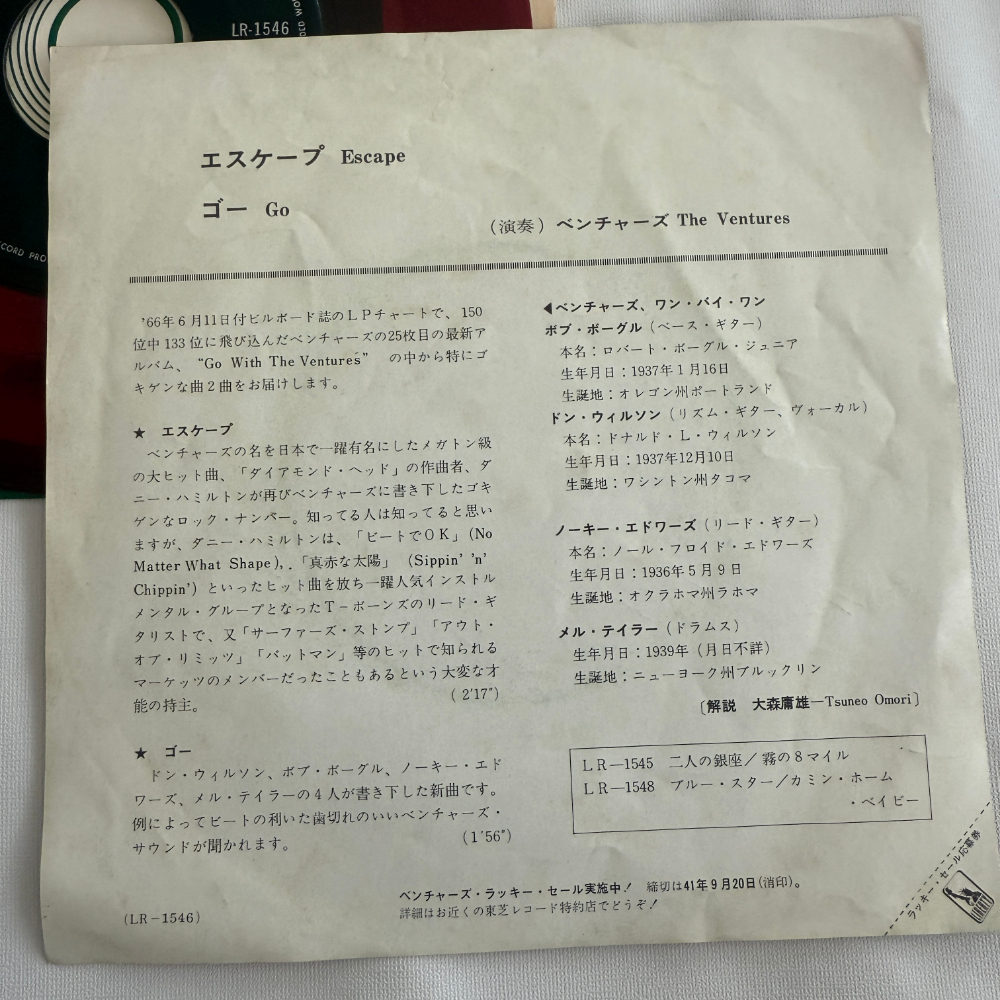 LR-1546
CORD PRO
エスケープ Escape
ゴー Go
(演奏) ベンチャーズ The Ventures
'66年6月11日付ビルボード誌のLPチャートで、150
位中133位に飛び込んだベンチャーズの25枚目の最新ア
ルバム、 “Go With The Ventures” の中から特にゴ
キゲンな曲2曲をお届けします。
★ エスケープ
ベンチャーズの名を日本で一躍有名にしたメガトン級
の大ヒット曲、「ダイアモンド・ヘッド」の作曲者、ダ
ニー・ハミルトンが再びベンチャーズに書き下したゴキ
ゲンなロック・ナンバー。知ってる人は知ってると思い
ますが、ダニー・ハミルトンは、「ビートでOK」(No
Matter What Shape),.「真赤な太陽」 (Sippin' 'n'
Chippin') といったヒット曲を放ち一躍人気インストル
メンタル・グループとなったT-ボーンズのリード・ギ
タリストで、又「サーファーズ・ストンプ」「アウト・
オブ・リミッツ」「バットマン」等のヒットで知られる
マーケッツのメンバーだったこともあるという大変な才
能の持主。 (2'17")
★ ゴー
ドン・ウィルソン、ボブ・ボーグル、ノーキー・エド
ワーズ、メル・テイラーの4人が書き下した新曲です。
例によってビートの利いた歯切れのいいベンチャーズ・
サウンドが聞かれます。 (1'56")
(LR-1546)
◀ベンチャーズ、ワン・バイ・ワン
ボブ・ボーグル(ベース・ギター)
本名:ロバート・ボーグル・ジュニア
生年月日:1937年1月16日
生誕地:オレゴン州ポートランド
ドン・ウィルソン(リズム・ギター、ヴォーカル)
本名:ドナルド・L・ウィルソン
生年月日:1937年12月10日
生誕地:ワシントン州タコマ
ノーキー・エドワーズ(リード・ギター)
本名:ノール・フロイド・エドワーズ
生年月日:1936年5月9日
生誕地:オクラホマ州ラホマ
メル・テイラー(ドラムス)
生年月日:1939年(月日不詳)
生誕地:ニューヨーク州ブルックリン
〔解説 大森庸雄—Tsuneo Omori〕
LR—1545 二人の銀座/霧の8マイル
LR—1548 ブルー・スター/カミン・ホーム
・ベイビー
ベンチャーズ・ラッキー・セール実施中! 締切は41年9月20日(消印)。
詳細はお近くの東芝レコード特約店でどうぞ!
ラッキー・セール応募券